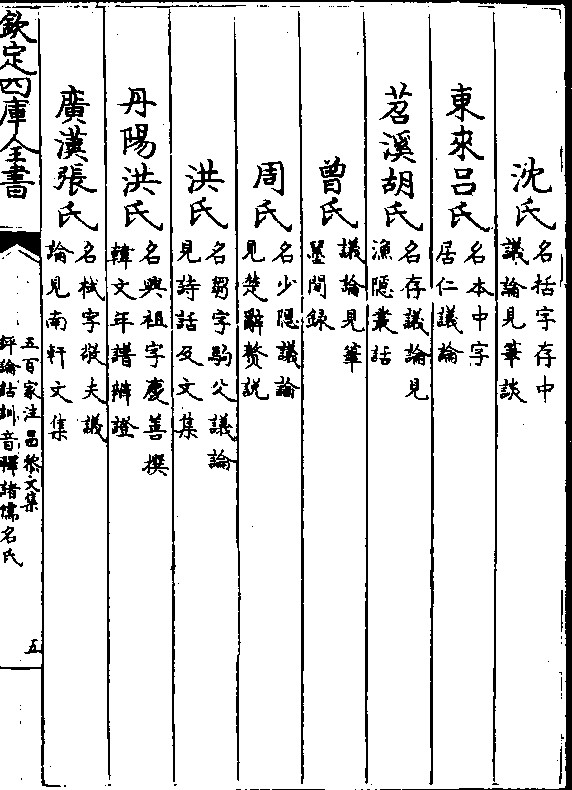 沈氏 名括字存中
議論見筆談
東來呂氏 名本中字
居仁議論
苕溪胡氏 名存議論見
漁隱叢話
曾氏 議論見筆
墨間録
周氏 名少隱議論
見楚辭贅説
洪氏 名芻字駒父議論
見詩話及文集
丹陽洪氏 名興祖字慶善撰
韓文年譜辨證
廣漢張氏 名栻字敬夫議
論見南軒文集
欽定四庫全書
五百家注昌黎文集
評論詁訓音釋諸儒名氏
五